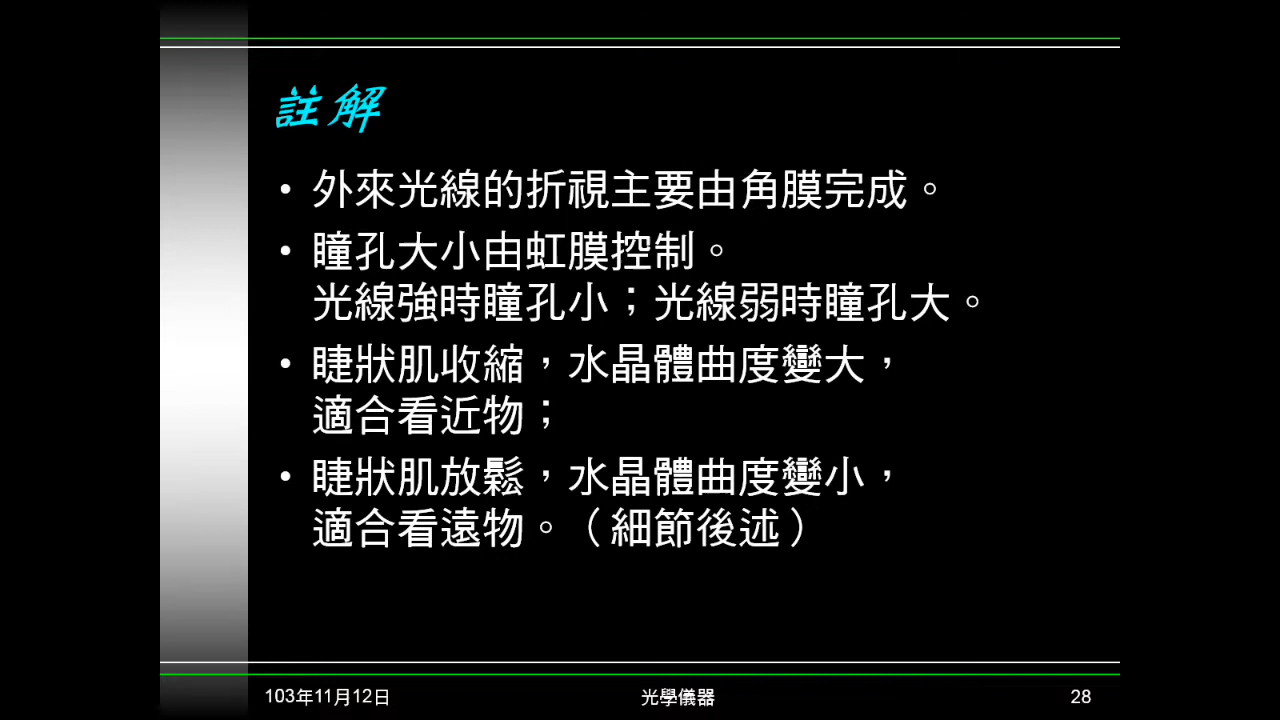 註解
• 外來光線的折視主要由角膜完成。
• 瞳孔大小由虹膜控制。
光線強時瞳孔小；光線弱時瞳孔大。
• 睫狀肌收縮，水晶體曲度變大，
適合看近物；
• 睫狀肌放鬆，水晶體曲度變小，
適合看遠物。（細節後述）
103年11月12日
光學儀器
28